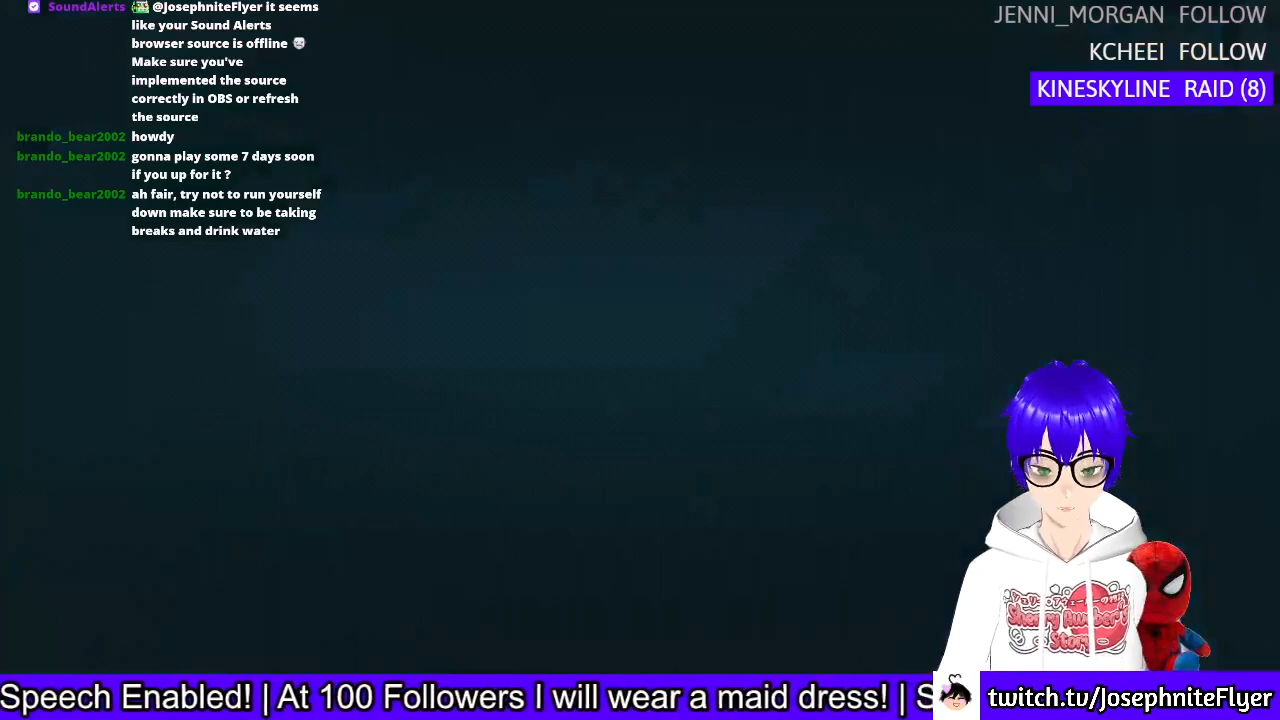 SoundAlerts @JosephniteFlyer it seems
like your Sound Alerts
browser source is offline
Make sure you've
implemented the source
correctly in OBS or refresh
the source
brando_bear2002 howdy
brando_bear2002 gonna play some 7 days soon
if you up for it ?
brando_bear2002 ah fair, try not to run yourself
down make sure to be taking
breaks and drink water
JENNI_MORGAN FOLLOW
KCHEEI FOLLOW
KINESKYLINE RAID (8)
Story
Speech Enabled! | At 100 Followers I will wear a maid dress! | S
twitch.tv/JosephniteFlyer